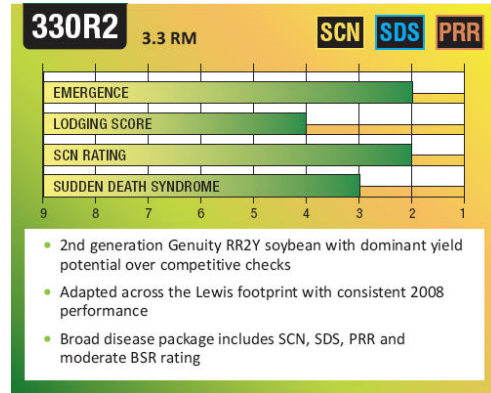 330R2 3.3 RM SCN SDS PRR
EMERGENCE
LODGING SCORE
SCN RATING
SUDDEN DEATH SYNDROME
9 8 7 6 5 4 3 2 1
• 2nd generation Genuity RR2Y soybean with dominant yield
potential over competitive checks
• Adapted across the Lewis footprint with consistent 2008
performance
• Broad disease package includes SCN, SDS, PRR and
moderate BSR rating